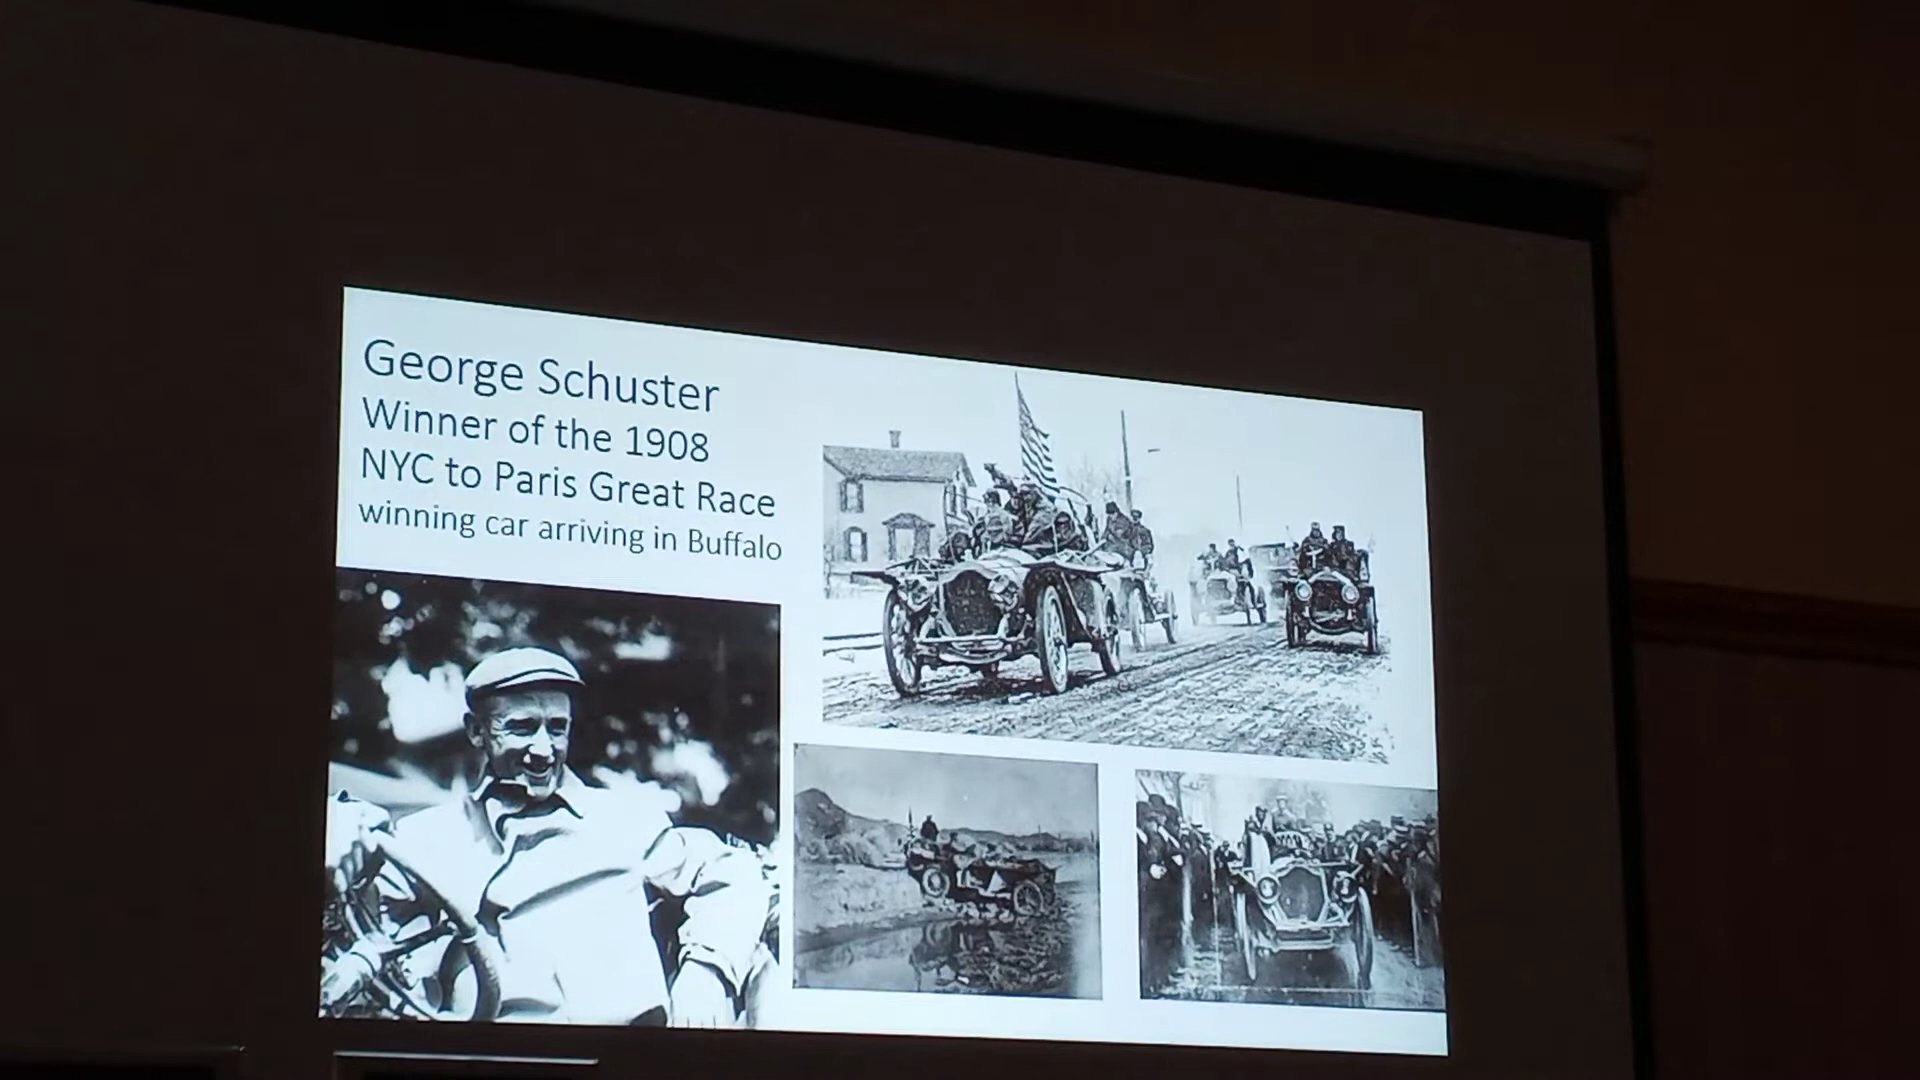 George Schuster
Winner of the 1908
NYC to Paris Great Race
winning car arriving in Buffalo